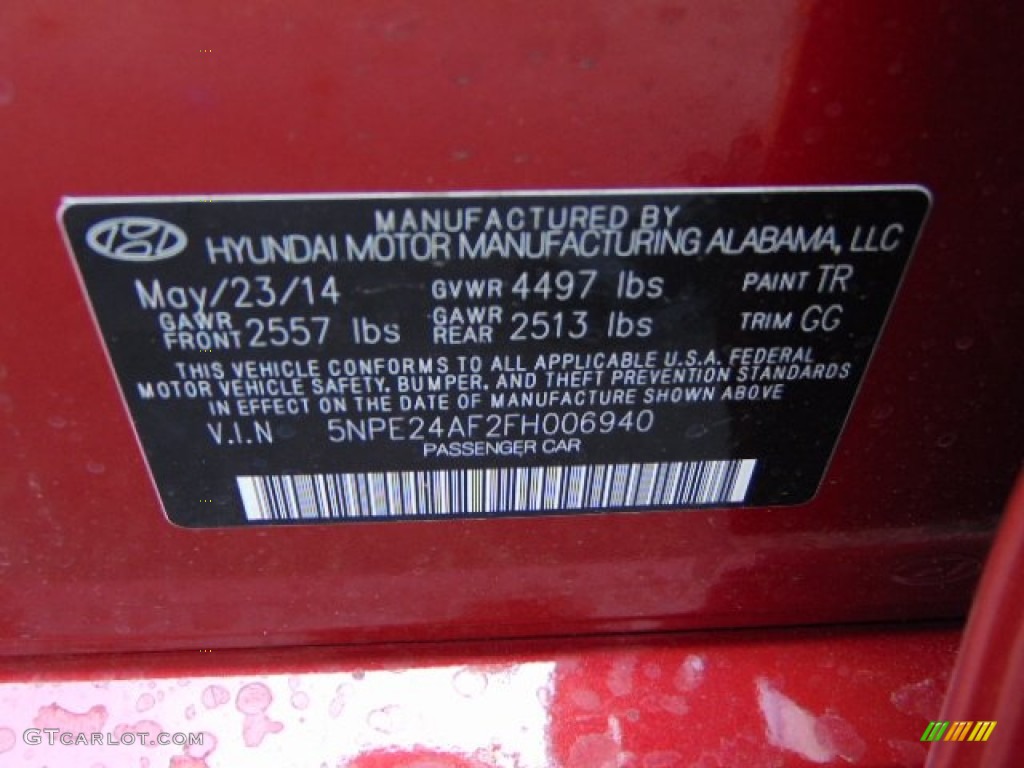 MANUFACTURED BY
HYUNDAI MOTOR MANUFACTURING ALABAMA, LLC
May/23/14 GVWR 4497 lbs PAINT TR
GAWR FRONT 2557 lbs GAWR REAR 2513 lbs TRIM GG
THIS VEHICLE CONFORMS TO ALL APPLICABLE U.S.A. FEDERAL
MOTOR VEHICLE SAFETY, BUMPER, AND THEFT PREVENTION STANDARDS
IN EFFECT ON THE DATE OF MANUFACTURE SHOWN ABOVE
V.I.N 5NPE24AF2FH006940
PASSENGER CAR
GTCARLOT.COM